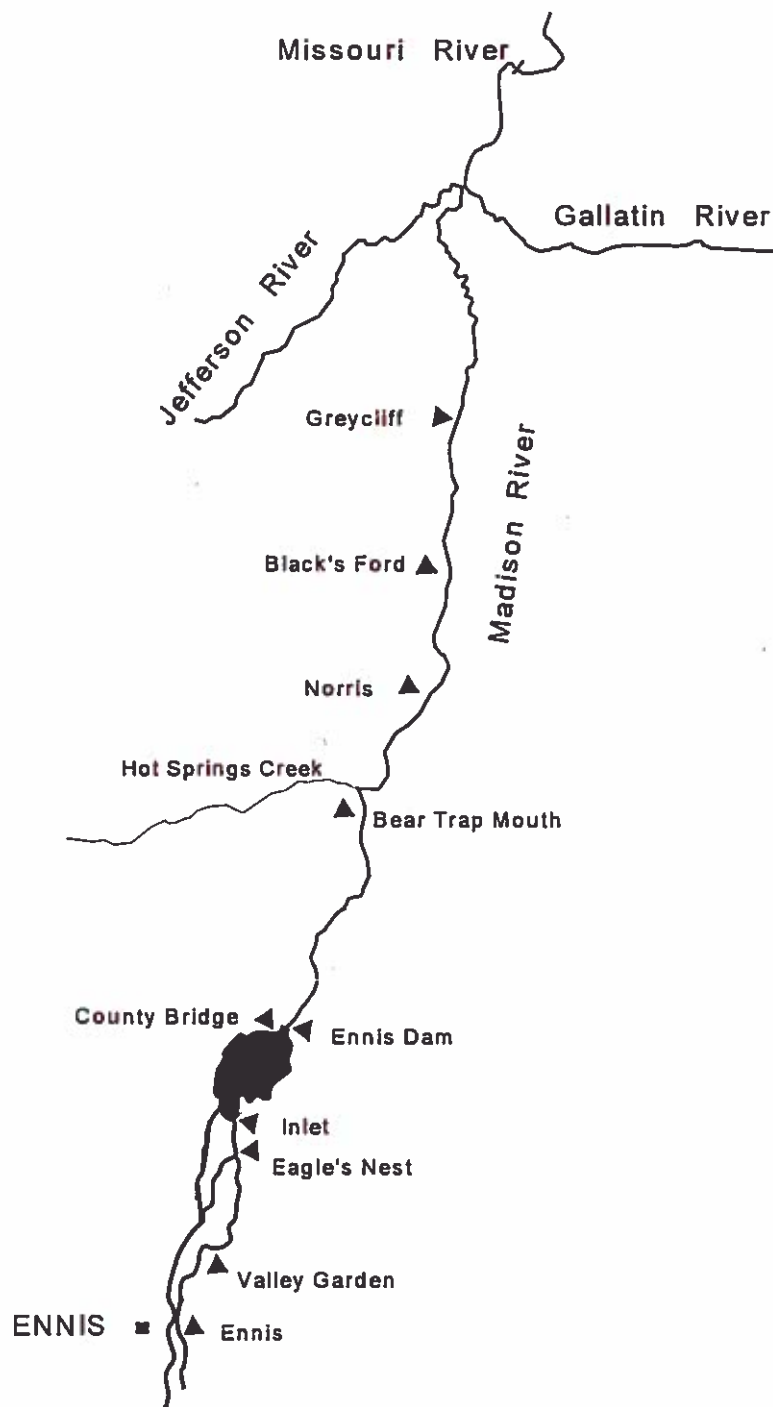 Missouri River
Gallatin River
Jefferson River
Greycliff
Madison River
Black's Ford
Norris
Hot Springs Creek
Bear Trap Mouth
County Bridge
Ennis Dam
Inlet
Eagle's Nest
Valley Garden
ENNIS
Ennis